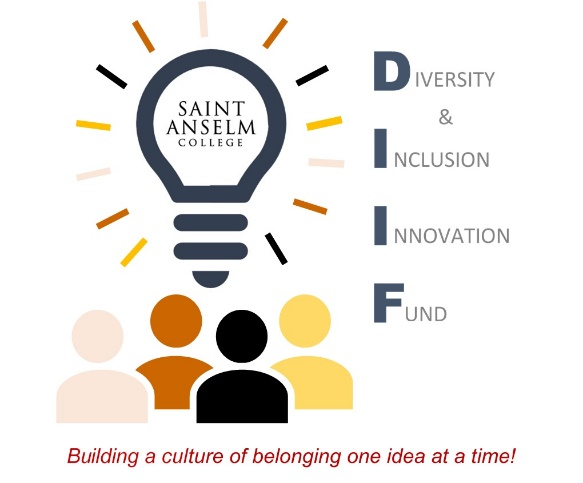 SAINT
ANSELM
COLLEGE
DIVERSITY
&
INCLUSION
INNOVATION
FUND
Building a culture of belonging one idea at a time!